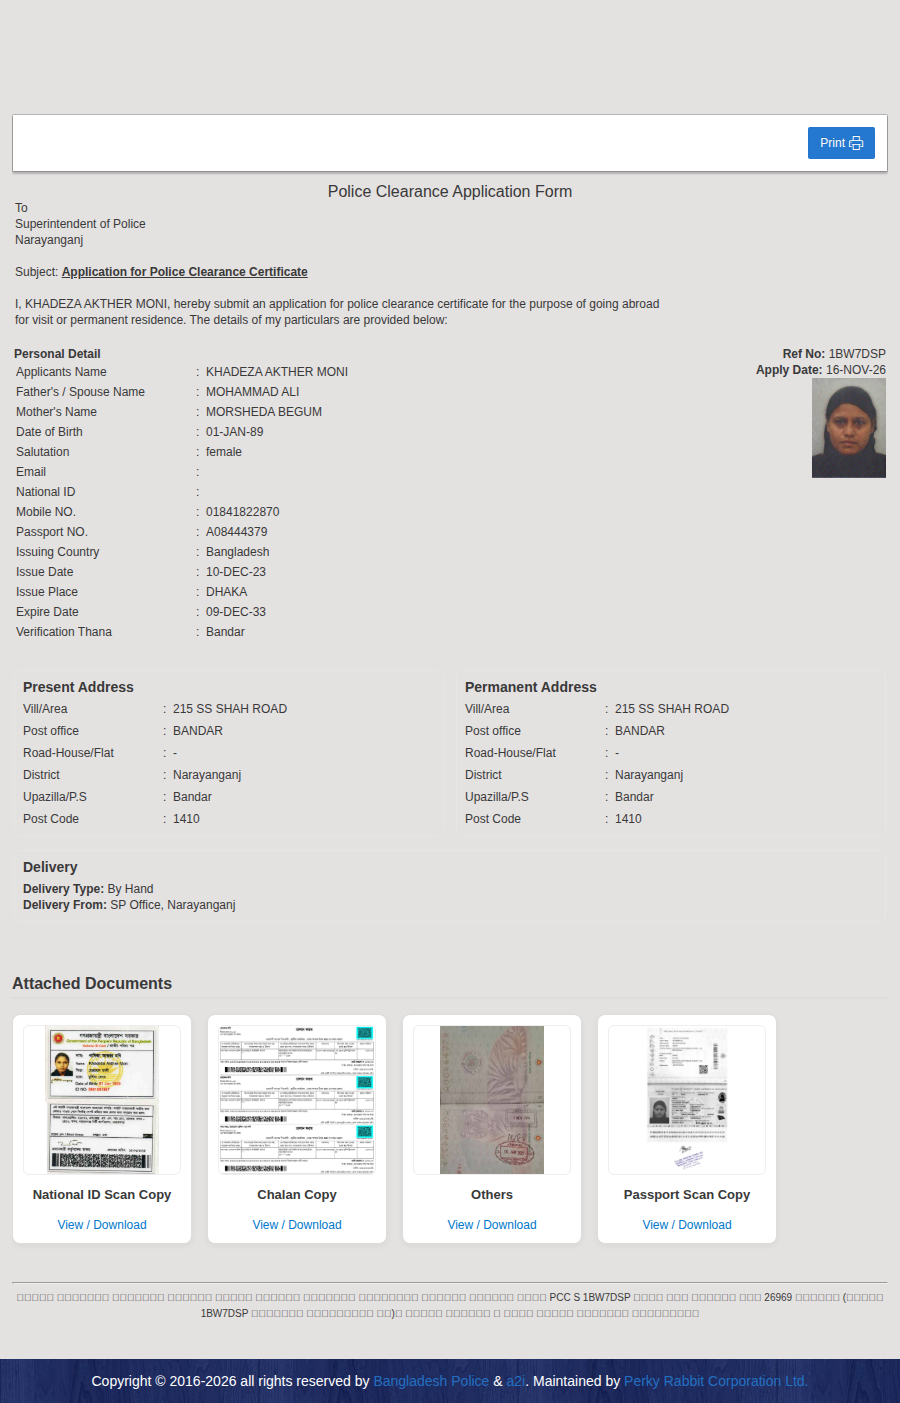 Print
Police Clearance Application Form
To
Superintendent of Police
Narayanganj
Subject: Application for Police Clearance Certificate
I, KHADEZA AKTHER MONI, hereby submit an application for police clearance certificate for the purpose of going abroad
for visit or permanent residence. The details of my particulars are provided below:
Ref No: 1BW7DSP
Apply Date: 16-NOV-26
Personal Detail
Applicants Name : KHADEZA AKTHER MONI
Father's / Spouse Name : MOHAMMAD ALI
Mother's Name : MORSHEDA BEGUM
Date of Birth : 01-JAN-89
Salutation : female
Email :
National ID :
Mobile NO. : 01841822870
Passport NO. : A08444379
Issuing Country : Bangladesh
Issue Date : 10-DEC-23
Issue Place : DHAKA
Expire Date : 09-DEC-33
Verification Thana : Bandar
Present Address
Vill/Area : 215 SS SHAH ROAD
Post office : BANDAR
Road-House/Flat : -
District : Narayanganj
Upazilla/P.S : Bandar
Post Code : 1410
Permanent Address
Vill/Area : 215 SS SHAH ROAD
Post office : BANDAR
Road-House/Flat : -
District : Narayanganj
Upazilla/P.S : Bandar
Post Code : 1410
Delivery
Delivery Type: By Hand
Delivery From: SP Office, Narayanganj
Attached Documents
National ID Scan Copy
View / Download
Chalan Copy
View / Download
Others
View / Download
Passport Scan Copy
View / Download
PCC S 1BW7DSP 26969 (
1BW7DSP )
Copyright © 2016-2026 all rights reserved by Bangladesh Police & a2i. Maintained by Perky Rabbit Corporation Ltd.